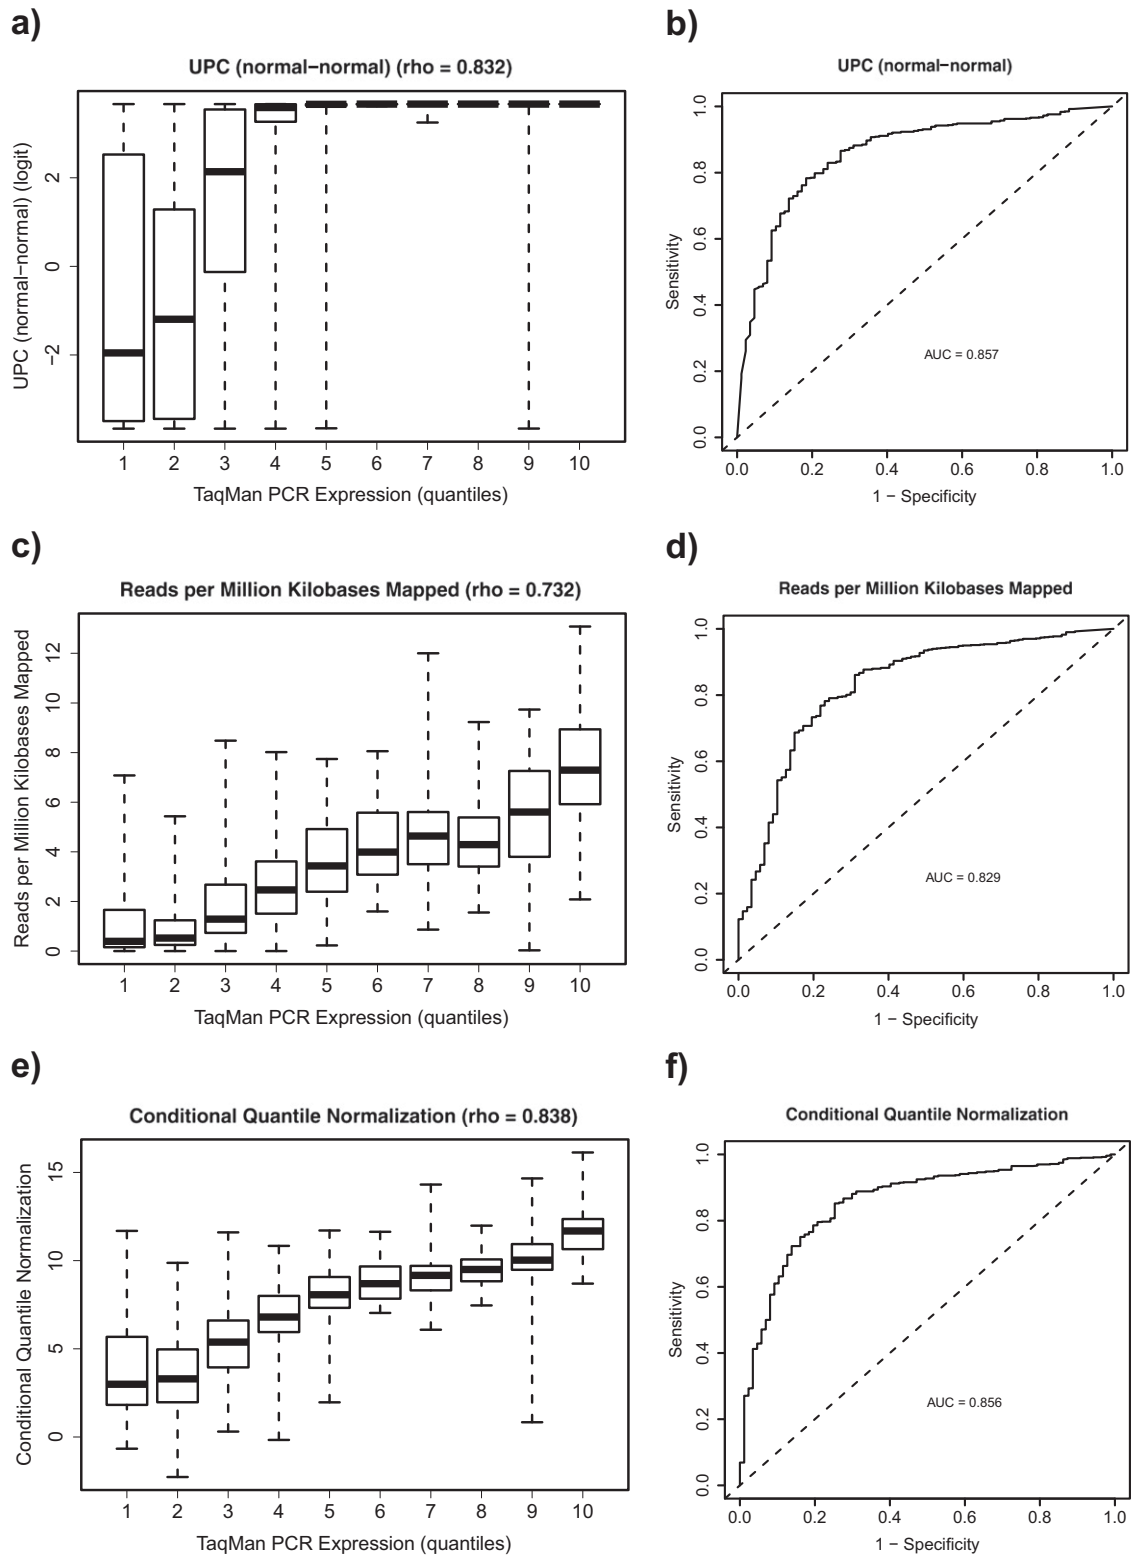 a)
UPC (normal−normal) (rho = 0.832)
UPC (normal−normal) (logit)
2
0
−2
1 2 3 4 5 6 7 8 9 10
TaqMan PCR Expression (quantiles)
b)
UPC (normal−normal)
Sensitivity
1.0
0.8
0.6
0.4
0.2
0.0
AUC = 0.857
0.0 0.2 0.4 0.6 0.8 1.0
1 − Specificity
c)
Reads per Million Kilobases Mapped (rho = 0.732)
Reads per Million Kilobases Mapped
12
10
8
6
4
2
0
1 2 3 4 5 6 7 8 9 10
TaqMan PCR Expression (quantiles)
d)
Reads per Million Kilobases Mapped
Sensitivity
1.0
0.8
0.6
0.4
0.2
0.0
AUC = 0.829
0.0 0.2 0.4 0.6 0.8 1.0
1 − Specificity
e)
Conditional Quantile Normalization (rho = 0.838)
Conditional Quantile Normalization
15
10
5
0
1 2 3 4 5 6 7 8 9 10
TaqMan PCR Expression (quantiles)
f)
Conditional Quantile Normalization
Sensitivity
1.0
0.8
0.6
0.4
0.2
0.0
AUC = 0.856
0.0 0.2 0.4 0.6 0.8 1.0
1 − Specificity